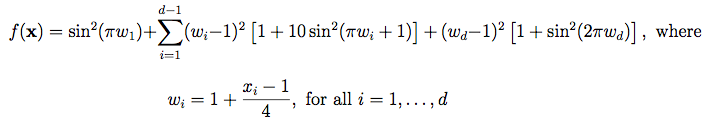 f(x) = sin²(πw₁)+∑ᵢ₌₁ᵈ⁻¹(wᵢ−1)² [1 + 10 sin²(πwᵢ + 1)] + (w_d−1)² [1 + sin²(2πw_d)] , where
wᵢ = 1 + (xᵢ − 1)/4 , for all i = 1, . . . , d